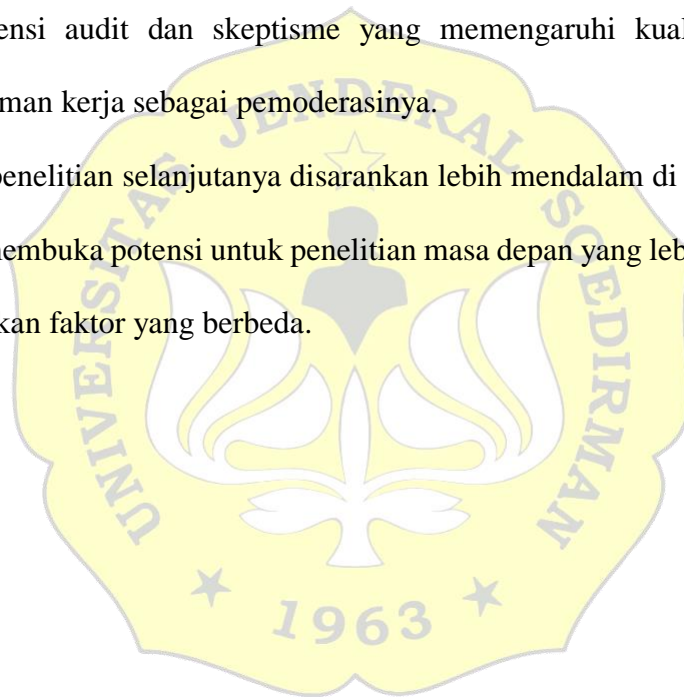 ensi audit dan skeptisme yang memengaruhi kual
man kerja sebagai pemoderasinya.
penelitian selanjutanya disarankan lebih mendalam di
membuka potensi untuk penelitian masa depan yang leb
kan faktor yang berbeda.
UNIVERSITAS JENDERAL SOEDIRMAN
1963